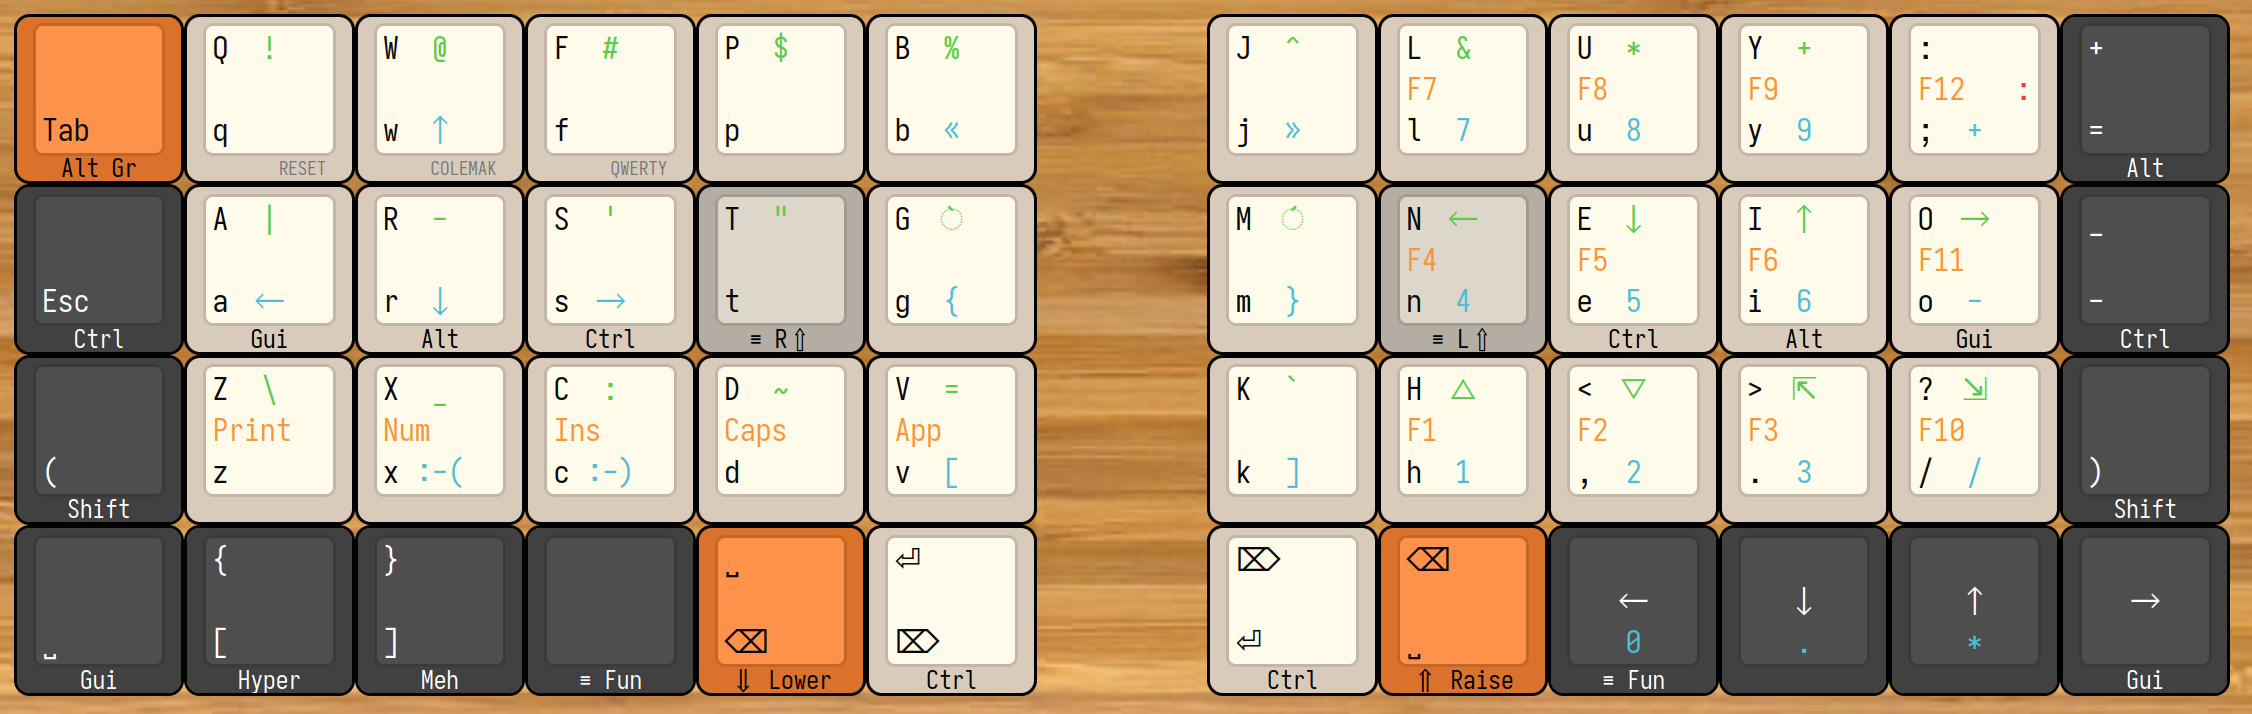 Q ! W @ F # P $ B % J ^ L & U * Y + : +
F7 F8 F9 F12 :
Tab q w ↑ f p b « j » l 7 u 8 y 9 ; + =
Alt Gr RESET COLEMAK QWERTY Alt
A | R - S ' T " G ◌̀ M ◌́ N ← E ↓ I ↑ O → _
F4 F5 F6 F11
Esc a ← r ↓ s → t g { m } n 4 e 5 i 6 o - -
Ctrl Gui Alt Ctrl ≡ R⇧ ≡ L⇧ Ctrl Alt Gui Ctrl
Z \ X _ C : D ~ V = K ` H △ < ▽ > ⇱ ? ⇲
Print Num Ins Caps App F1 F2 F3 F10
( z x :-( c :-) d v [ k ] h 1 , 2 . 3 / / )
Shift Shift
{ } ␣ ⏎ ⌦ ⌫
← ↓ ↑ →
␣ [ ] ⌫ ⌦ ⏎ ␣ 0 . *
Gui Hyper Meh ≡ Fun ⇓ Lower Ctrl Ctrl ⇑ Raise ≡ Fun Gui